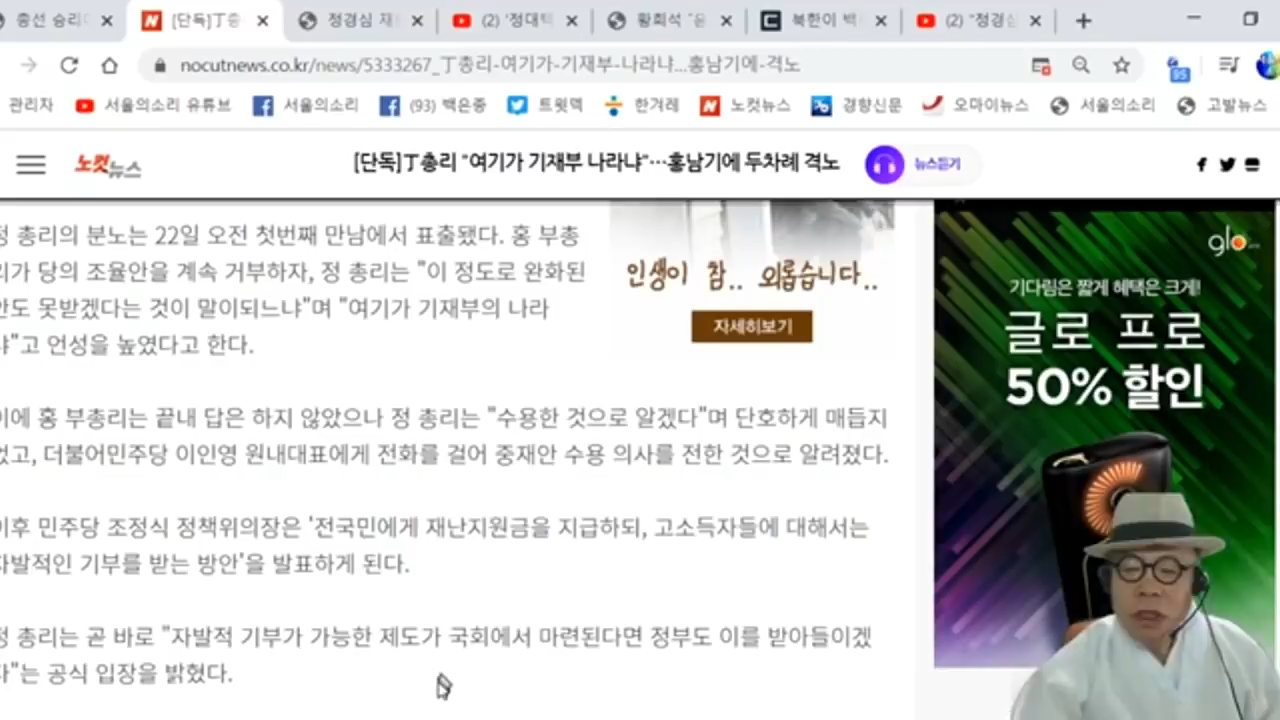 총선 승리
[단독]丁총
정경심 재
(2) '정대택
황희석 "윤
북한이 백
(2) "정경심
nocutnews.co.kr/news/5333267_丁총리-여기가-기재부-나라냐...홍남기에-격노
95
관리자
서울의소리 유튜브
서울의소리
(93) 백은종
트윗덱
한겨레
노컷뉴스
경향신문
오마이뉴스
서울의소리
고발뉴스
노컷뉴스
[단독]丁총리 "여기가 기재부 나라냐"…홍남기에 두차례 격노
뉴스듣기
정 총리의 분노는 22일 오전 첫번째 만남에서 표출됐다. 홍 부총
리가 당의 조율안을 계속 거부하자, 정 총리는 "이 정도로 완화된
안도 못받겠다는 것이 말이되느냐"며 "여기가 기재부의 나라
냐"고 언성을 높였다고 한다.
이에 홍 부총리는 끝내 답은 하지 않았으나 정 총리는 "수용한 것으로 알겠다"며 단호하게 매듭지
었고, 더불어민주당 이인영 원내대표에게 전화를 걸어 중재안 수용 의사를 전한 것으로 알려졌다.
이후 민주당 조정식 정책위의장은 '전국민에게 재난지원금을 지급하되, 고소득자들에 대해서는
자발적인 기부를 받는 방안'을 발표하게 된다.
정 총리는 곧 바로 "자발적 기부가 가능한 제도가 국회에서 마련된다면 정부도 이를 받아들이겠
다"는 공식 입장을 밝혔다.
인생이 참.. 외롭습니다..
자세히보기
glo
기다림은 짧게 혜택은 크게!
글로 프로
50% 할인